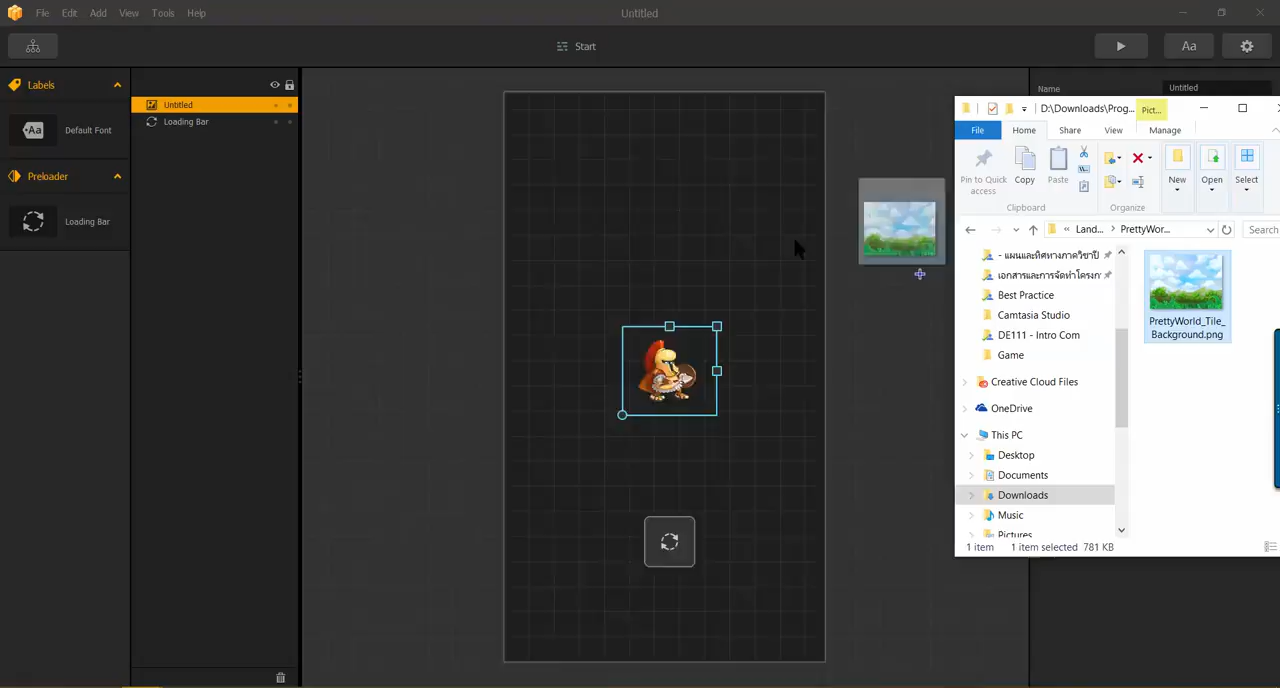 File Edit Add View Tools Help
Untitled
Start
Aa
Labels
Aa Default Font
Preloader
Loading Bar
Untitled
Loading Bar
Name Untitled
D:\Downloads\Prog... Pict...
File Home Share View Manage
Pin to Quick access
Copy
Paste
New
Open
Select
Clipboard Organize
« Land... PrettyWor... Search
- แผนและทิศทางภาควิชาปี
เอกสารและการจัดทำโครงก
Best Practice
Camtasia Studio
DE111 - Intro Com
Game
Creative Cloud Files
OneDrive
This PC
Desktop
Documents
Downloads
Music
Pictures
PrettyWorld_Tile_
Background.png
1 item 1 item selected 781 KB